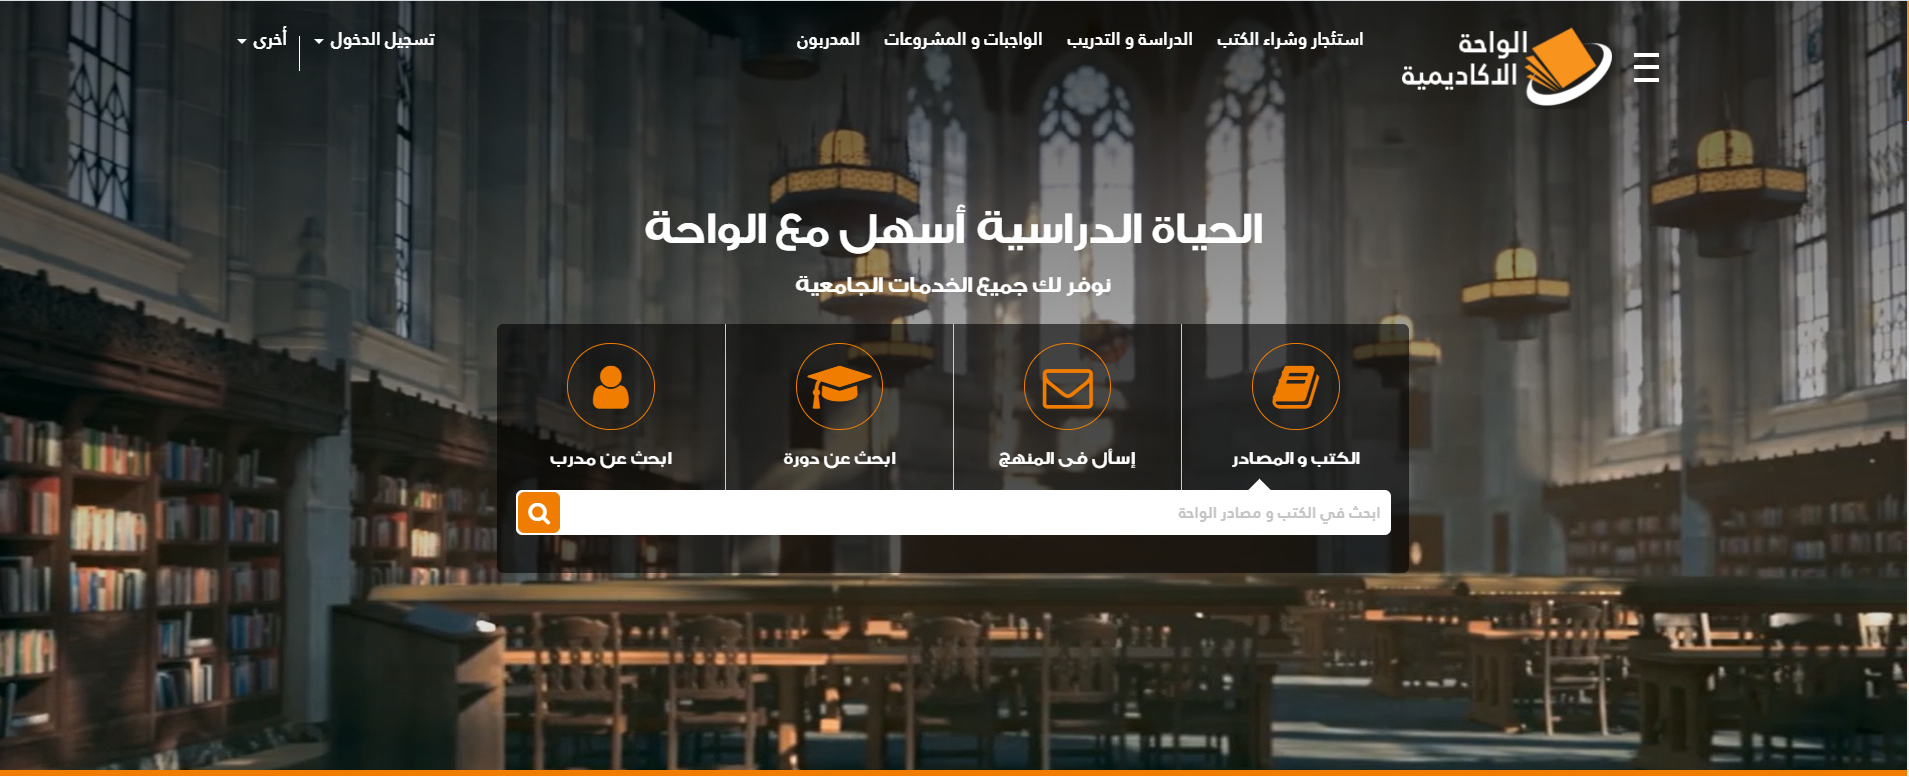 الواحة
الاكاديمية
استئجار وشراء الكتب
الدراسة و التدريب
الواجبات و المشروعات
المدربون
تسجيل الدخول
أخرى
الحياة الدراسية أسهل مع الواحة
نوفر لك جميع الخدمات الجامعية
الكتب و المصادر
إسأل فى المنهج
ابحث عن دورة
ابحث عن مدرب
ابحث في الكتب و مصادر الواحة